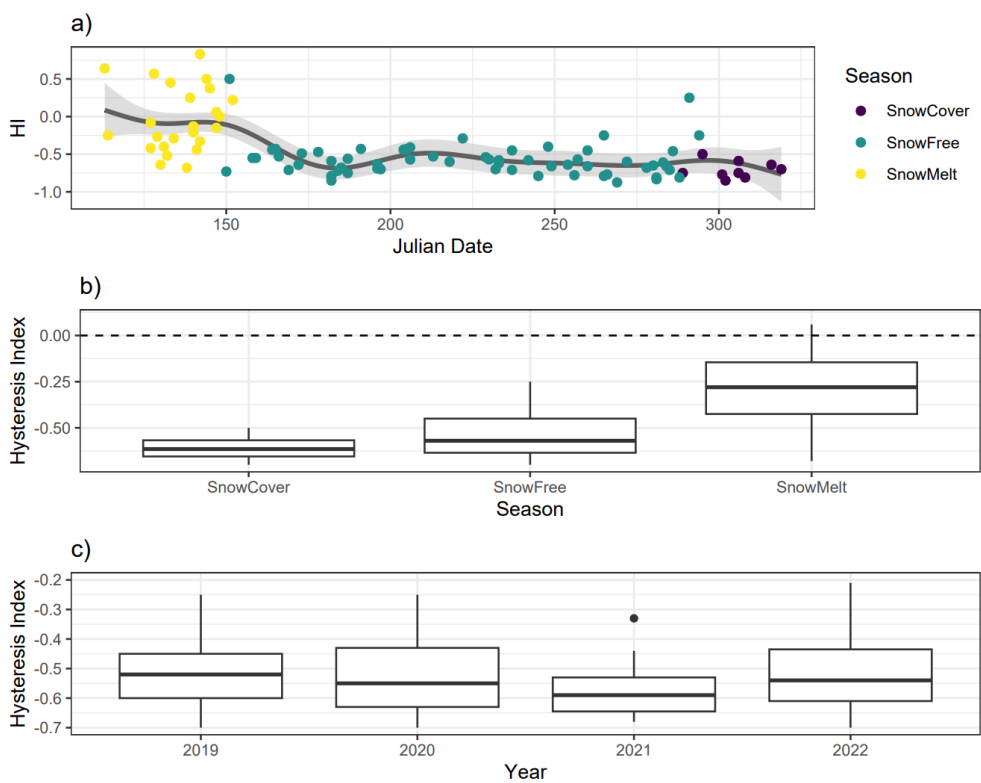 a)
HI
0.5
0.0
-0.5
-1.0
150
200
250
300
Julian Date
Season
SnowCover
SnowFree
SnowMelt
b)
Hysteresis Index
0.00
-0.25
-0.50
SnowCover
SnowFree
SnowMelt
Season
c)
Hysteresis Index
-0.2
-0.3
-0.4
-0.5
-0.6
-0.7
2019
2020
2021
2022
Year